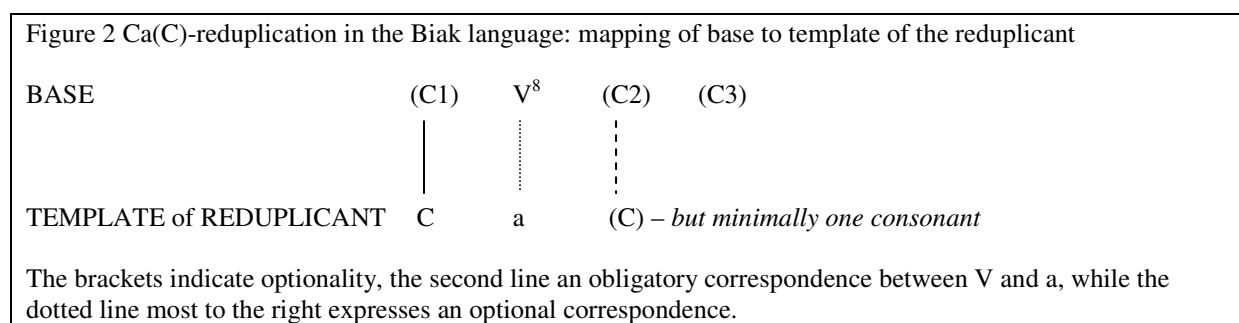 Figure 2 Ca(C)-reduplication in the Biak language: mapping of base to template of the reduplicant
BASE (C1) V⁸ (C2) (C3)
TEMPLATE of REDUPLICANT C a (C) – but minimally one consonant
The brackets indicate optionality, the second line an obligatory correspondence between V and a, while the
dotted line most to the right expresses an optional correspondence.